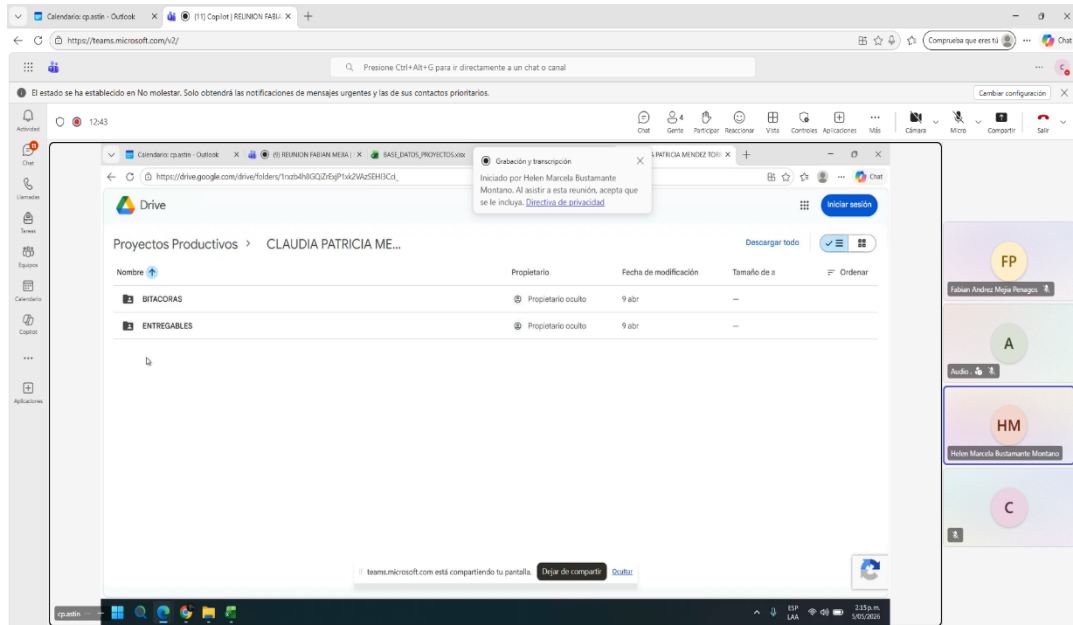 Calendario: cp.astin - Outlook
(11) Copilot | REUNION FABIA
https://teams.microsoft.com/v2/
Comprueba que eres tú
Chat
Presione Ctrl+Alt+G para ir directamente a un chat o canal
C
El estado se ha establecido en No molestar. Solo obtendrá las notificaciones de mensajes urgentes y las de sus contactos prioritarios.
Cambiar configuración
12:43
Chat
4
Gente
Participar
Reaccionar
Vista
Controles
Aplicaciones
Más
Cámara
Micro
Compartir
Salir
Actividad
Chat
Llamadas
Tareas
Equipos
Calendario
Copilot
Aplicaciones
Calendario: cp.astin - Outlook
(9) REUNION FABIAN MEJIA |
BASE_DATOS_PROYECTOS.xlsx
PATRICIA MENDEZ TOR
https://drive.google.com/drive/folders/
Chat
Grabación y transcripción
Iniciado por Helen Marcela Bustamante
Montano. Al asistir a esta reunión, acepta que
se le incluya. Directiva de privacidad
Drive
Iniciar sesión
Proyectos Productivos > CLAUDIA PATRICIA ME...
Descargar todo
Nombre
Propietario
Fecha de modificación
Tamaño de a
Ordenar
BITACORAS
Propietario oculto
9 abr
—
ENTREGABLES
Propietario oculto
9 abr
—
teams.microsoft.com está compartiendo tu pantalla.
Dejar de compartir
Ocultar
cp.astin
ESP
LAA
2:15 p.m.
5/05/2026
FP
Fabian Andrez Mejia Penagos
A
Audio .
HM
Helen Marcela Bustamante Montano
C